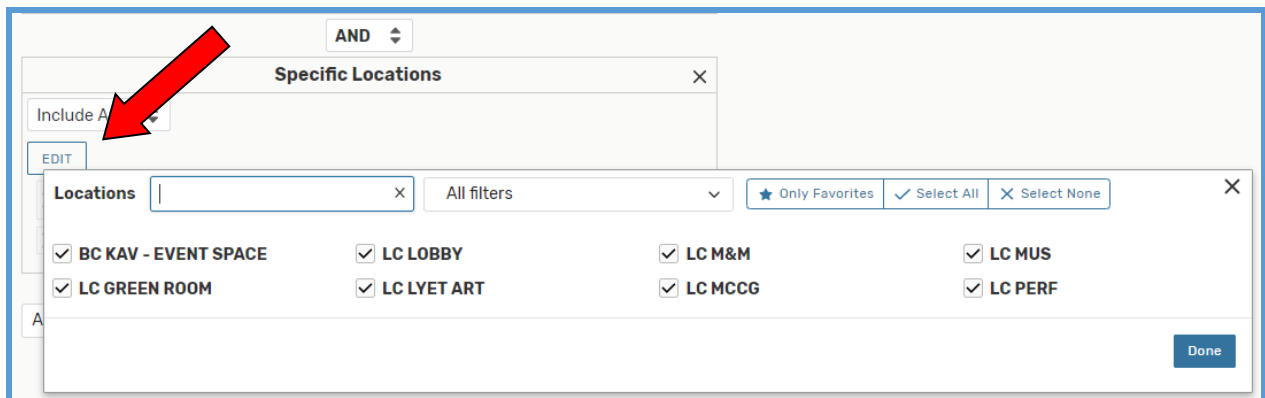 AND
Specific Locations
Include A
EDIT
Locations All filters Only Favorites Select All Select None
BC KAV - EVENT SPACE LC LOBBY LC M&M LC MUS
LC GREEN ROOM LC LYET ART LC MCCG LC PERF
A
Done